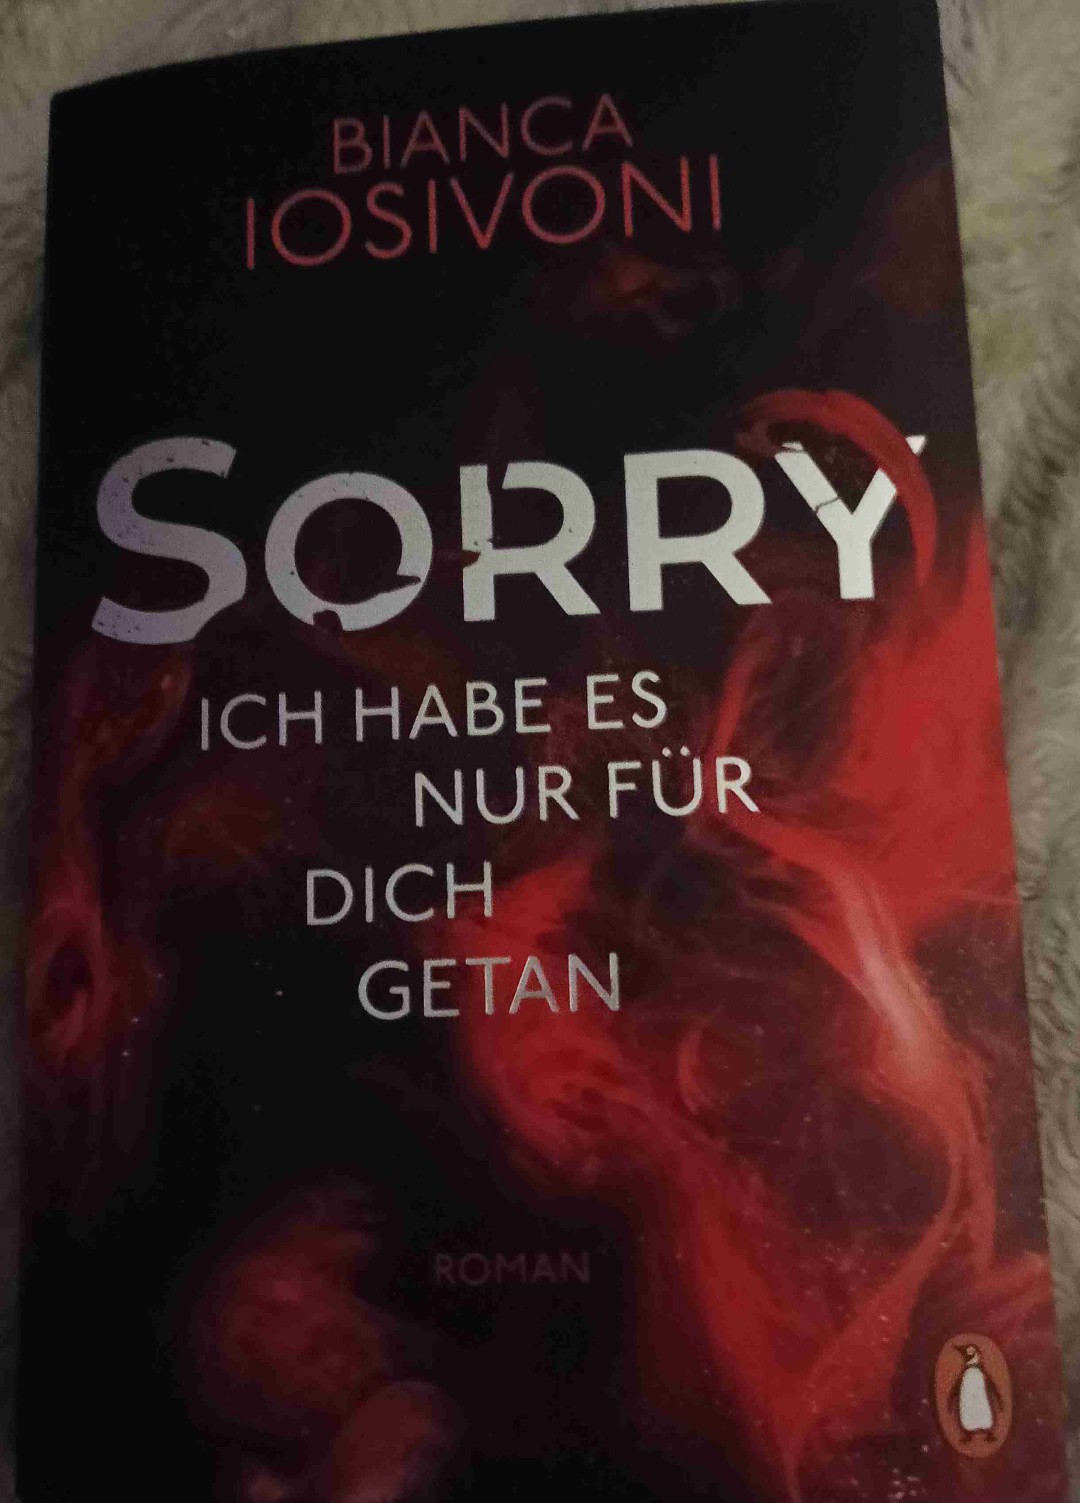 BIANCA
IOSIVONI
SORRY
ICH HABE ES
NUR FÜR
DICH
GETAN
ROMAN